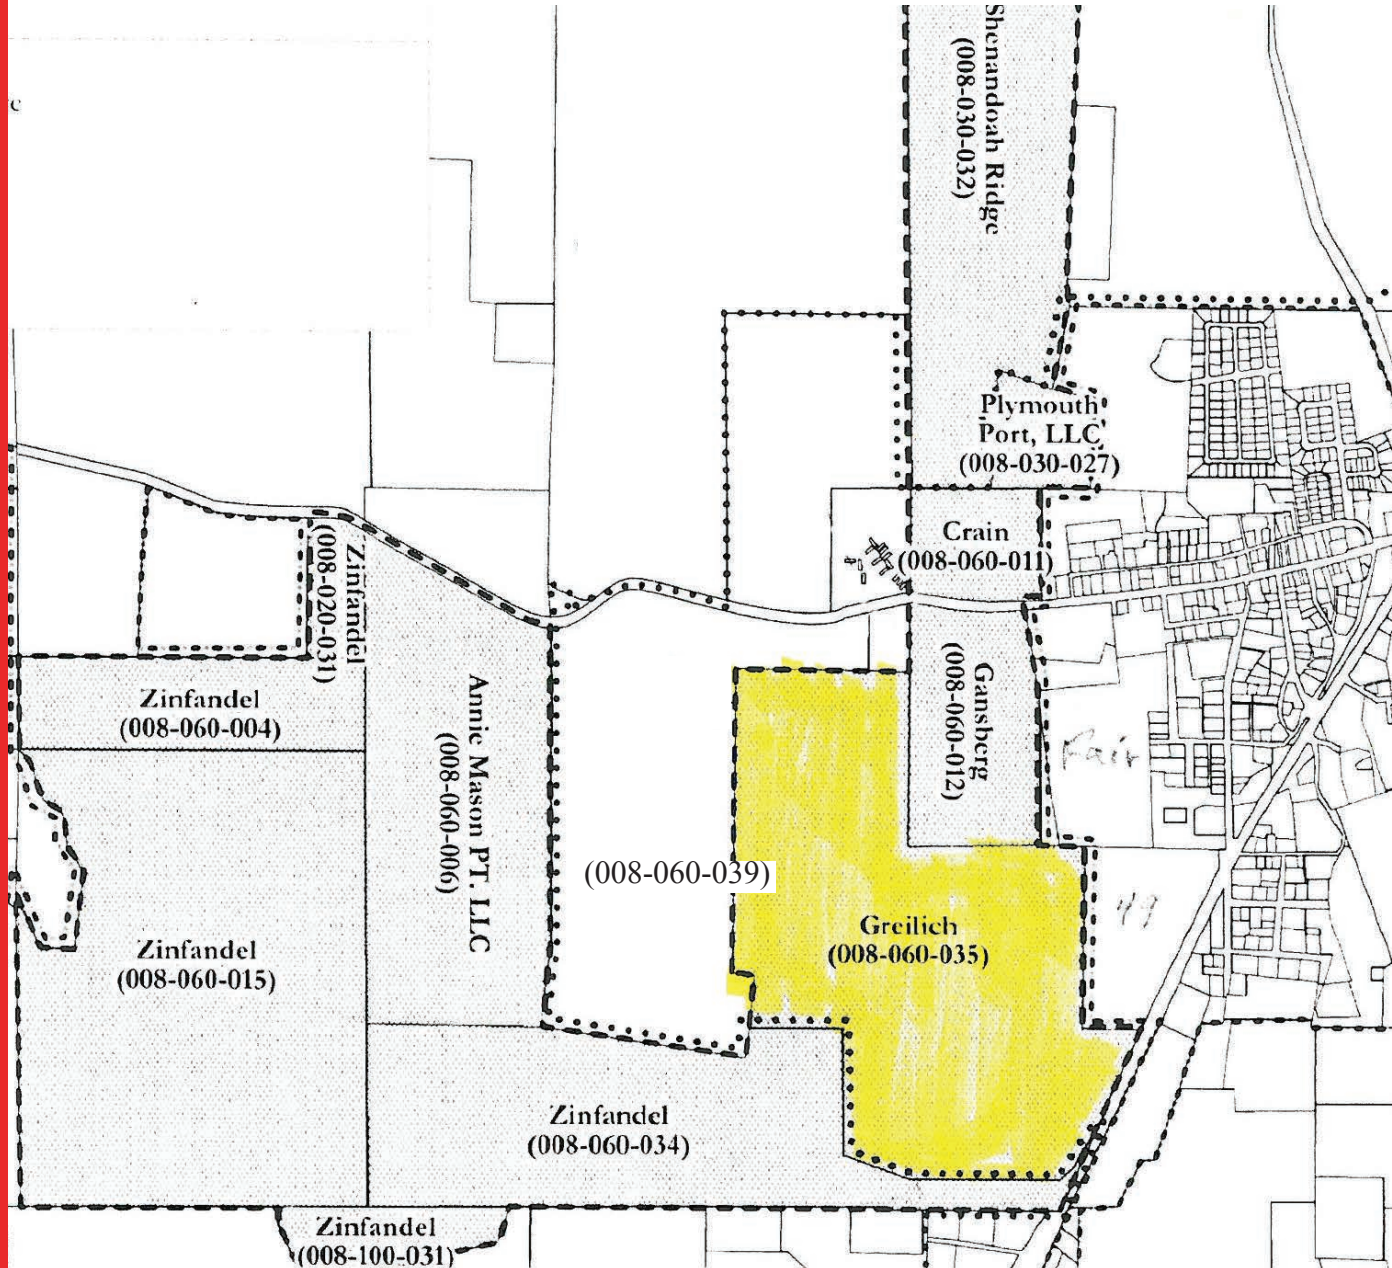 Shenandoah Ridge
(008-030-032)
Plymouth
Port, LLC
(008-030-027)
Crain
(008-060-011)
Zinfandel
(008-020-031)
Gansberg
(008-060-012)
Zinfandel
(008-060-004)
Annie Mason PT. LLC
(008-060-006)
Fair
(008-060-039)
49
Greilich
(008-060-035)
Zinfandel
(008-060-015)
Zinfandel
(008-060-034)
Zinfandel
(008-100-031)